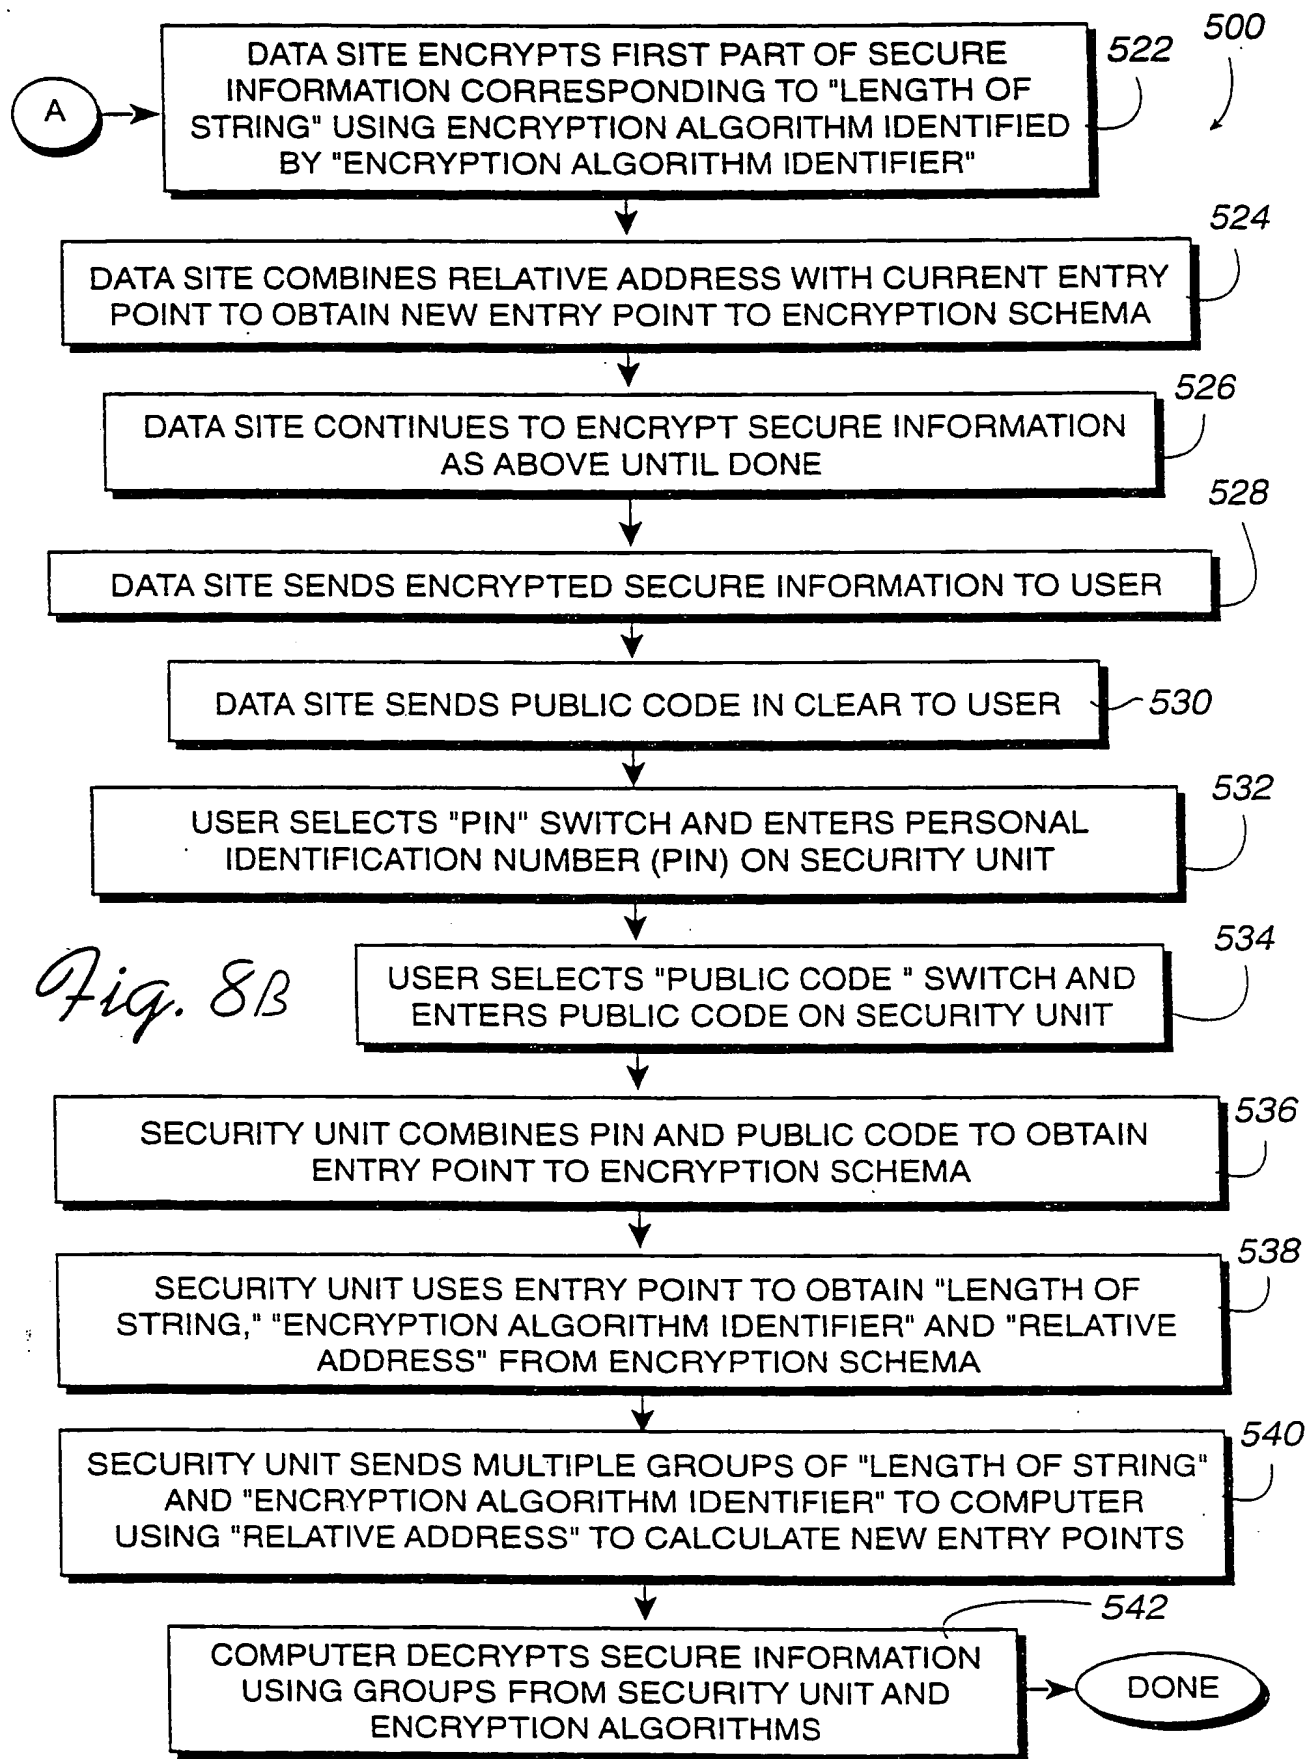 500
A
DATA SITE ENCRYPTS FIRST PART OF SECURE
INFORMATION CORRESPONDING TO "LENGTH OF
STRING" USING ENCRYPTION ALGORITHM IDENTIFIED
BY "ENCRYPTION ALGORITHM IDENTIFIER"
522
DATA SITE COMBINES RELATIVE ADDRESS WITH CURRENT ENTRY
POINT TO OBTAIN NEW ENTRY POINT TO ENCRYPTION SCHEMA
524
DATA SITE CONTINUES TO ENCRYPT SECURE INFORMATION
AS ABOVE UNTIL DONE
526
DATA SITE SENDS ENCRYPTED SECURE INFORMATION TO USER
528
DATA SITE SENDS PUBLIC CODE IN CLEAR TO USER
530
USER SELECTS "PIN" SWITCH AND ENTERS PERSONAL
IDENTIFICATION NUMBER (PIN) ON SECURITY UNIT
532
Fig. 8B
USER SELECTS "PUBLIC CODE " SWITCH AND
ENTERS PUBLIC CODE ON SECURITY UNIT
534
SECURITY UNIT COMBINES PIN AND PUBLIC CODE TO OBTAIN
ENTRY POINT TO ENCRYPTION SCHEMA
536
SECURITY UNIT USES ENTRY POINT TO OBTAIN "LENGTH OF
STRING," "ENCRYPTION ALGORITHM IDENTIFIER" AND "RELATIVE
ADDRESS" FROM ENCRYPTION SCHEMA
538
SECURITY UNIT SENDS MULTIPLE GROUPS OF "LENGTH OF STRING"
AND "ENCRYPTION ALGORITHM IDENTIFIER" TO COMPUTER
USING "RELATIVE ADDRESS" TO CALCULATE NEW ENTRY POINTS
540
COMPUTER DECRYPTS SECURE INFORMATION
USING GROUPS FROM SECURITY UNIT AND
ENCRYPTION ALGORITHMS
542
DONE